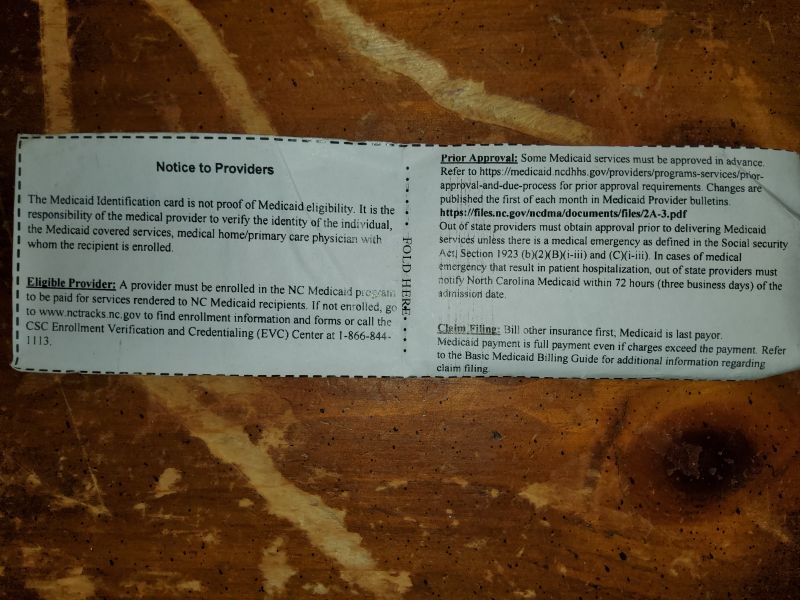 Notice to Providers
The Medicaid Identification card is not proof of Medicaid eligibility. It is the
responsibility of the medical provider to verify the identity of the individual,
the Medicaid covered services, medical home/primary care physician with
whom the recipient is enrolled.
Eligible Provider: A provider must be enrolled in the NC Medicaid program
to be paid for services rendered to NC Medicaid recipients. If not enrolled, go
to www.nctracks.nc.gov to find enrollment information and forms or call the
CSC Enrollment Verification and Credentialing (EVC) Center at 1-866-844-
1113.
FOLD HERE
Prior Approval: Some Medicaid services must be approved in advance.
Refer to https://medicaid.ncdhhs.gov/providers/programs-services/prior-
approval-and-due-process for prior approval requirements. Changes are
published the first of each month in Medicaid Provider bulletins.
https://files.nc.gov/ncdma/documents/files/2A-3.pdf
Out of state providers must obtain approval prior to delivering Medicaid
services unless there is a medical emergency as defined in the Social security
Act, Section 1923 (b)(2)(B)(i-iii) and (C)(i-iii). In cases of medical
emergency that result in patient hospitalization, out of state providers must
notify North Carolina Medicaid within 72 hours (three business days) of the
admission date.
Claim Filing: Bill other insurance first; Medicaid is last payor.
Medicaid payment is full payment even if charges exceed the payment. Refer
to the Basic Medicaid Billing Guide for additional information regarding
claim filing.